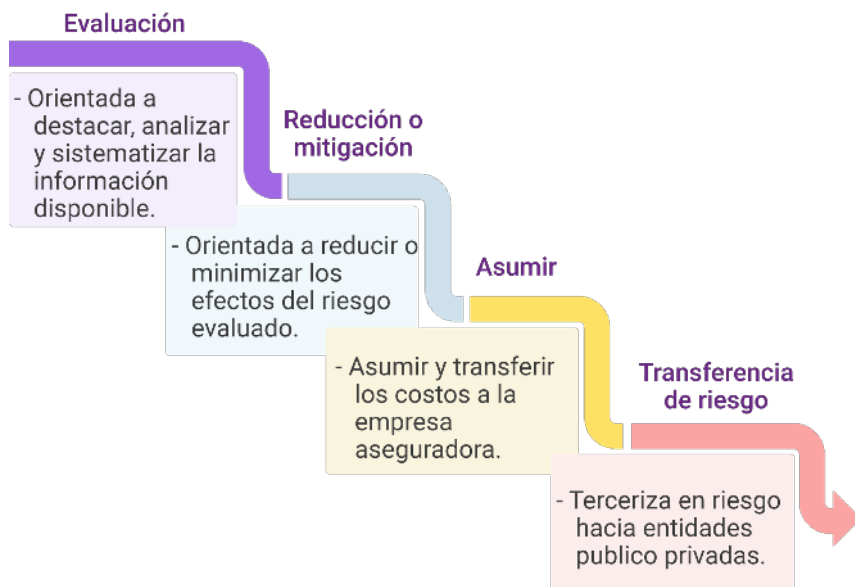 Evaluación
- Orientada a
destacar, analizar
y sistematizar la
información
disponible.
Reducción o
mitigación
- Orientada a reducir o
minimizar los
efectos del riesgo
evaluado.
Asumir
- Asumir y transferir
los costos a la
empresa
aseguradora.
Transferencia
de riesgo
- Terceriza en riesgo
hacia entidades
publico privadas.